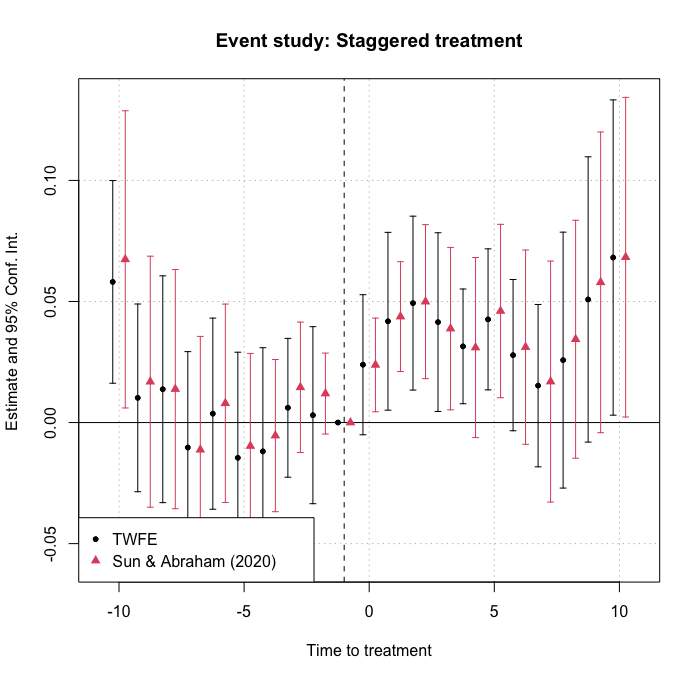 Event study: Staggered treatment
Estimate and 95% Conf. Int.
0.10
0.05
0.00
-0.05
TWFE
Sun & Abraham (2020)
-10 -5 0 5 10
Time to treatment